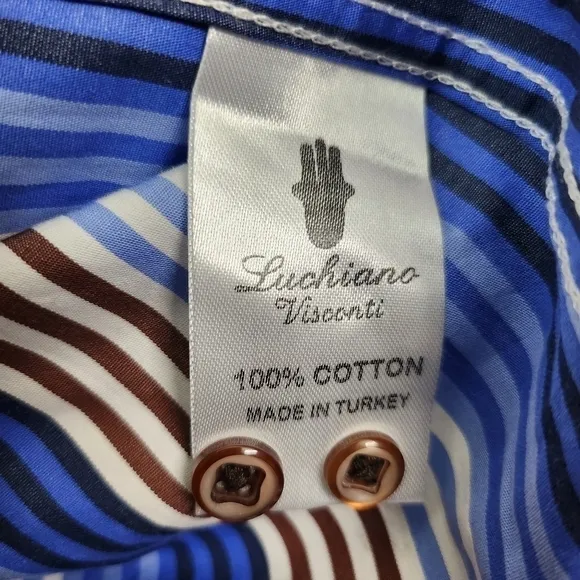 Luchiano
Visconti
100% COTTON
MADE IN TURKEY